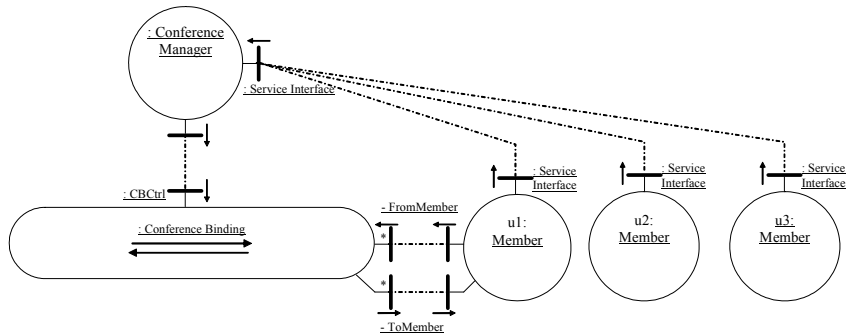 : Conference
Manager
: Service Interface
: CBCtrl
: Service
Interface
: Service
Interface
: Service
Interface
- FromMember
u1:
Member
u2:
Member
u3:
Member
: Conference Binding
*
*
- ToMember